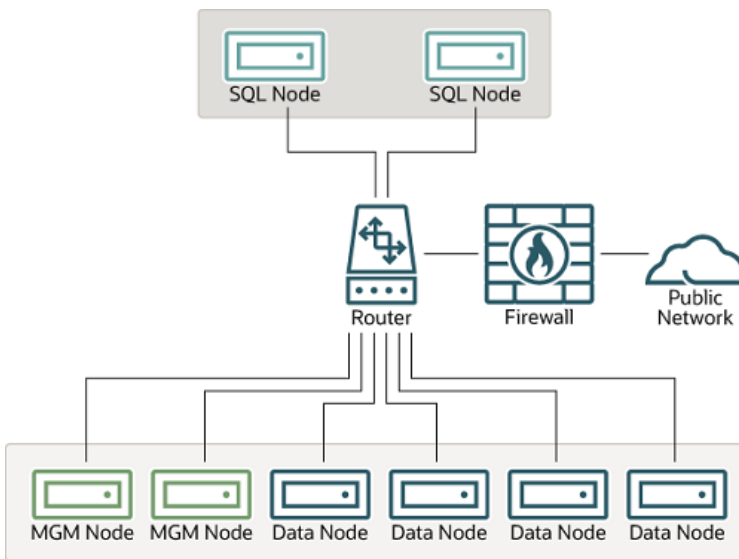 SQL Node
SQL Node
Router
Firewall
Public
Network
MGM Node
MGM Node
Data Node
Data Node
Data Node
Data Node